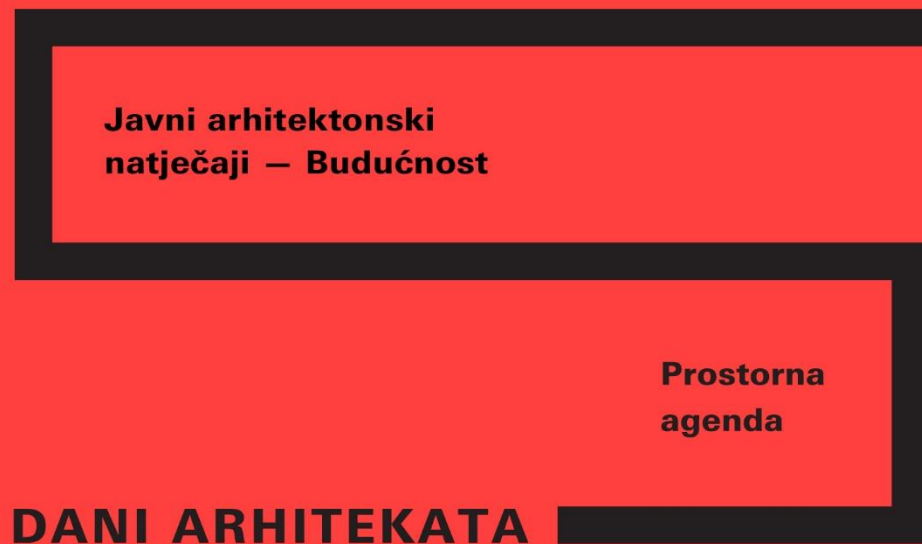 Javni arhitektonski
natječaji — Budućnost
Prostorna
agenda
DANI ARHITEKATA